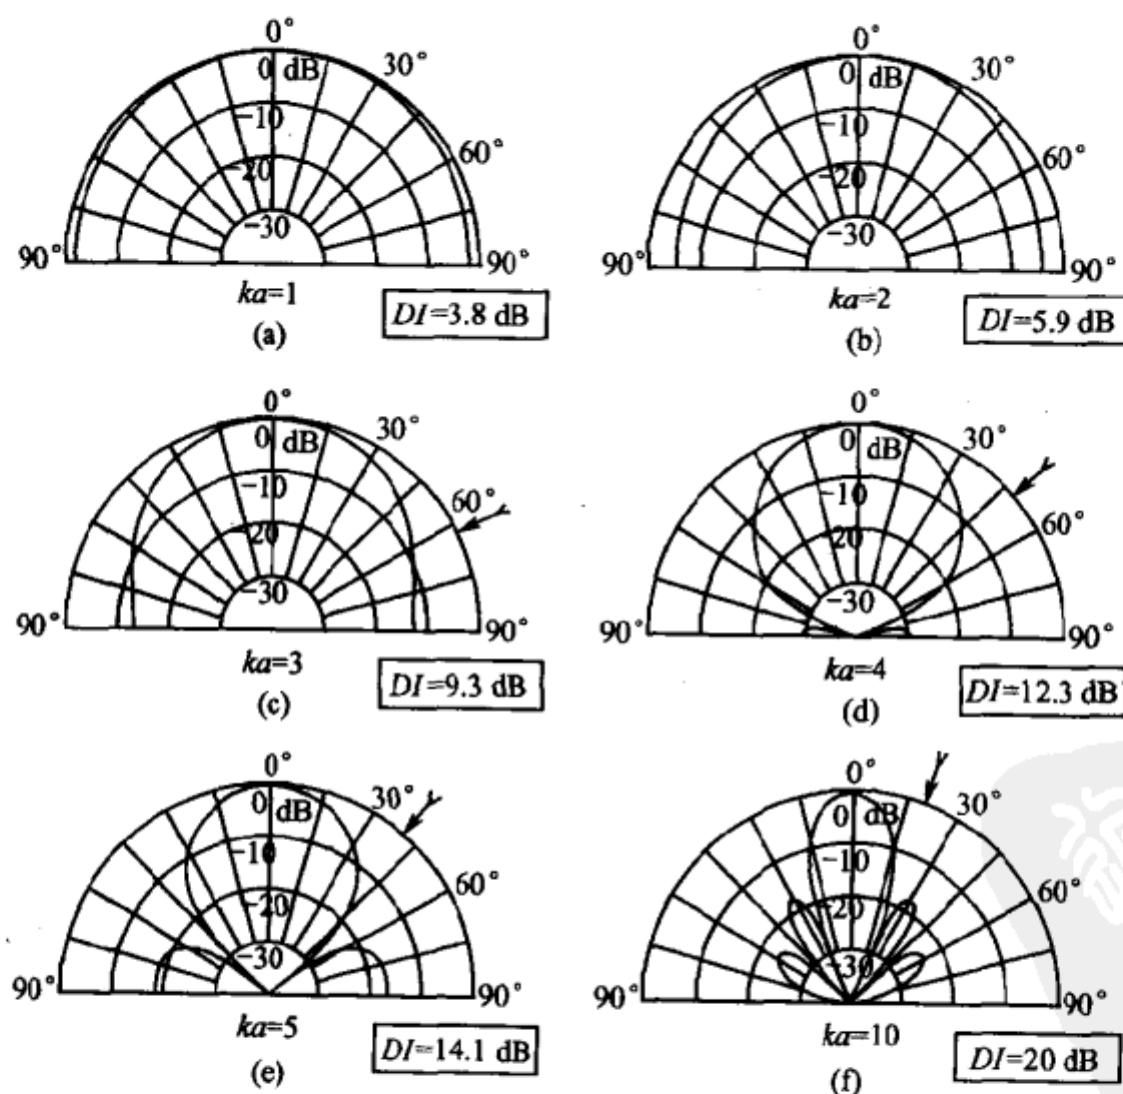 0° 0°
0 dB 30° 0 dB 30°
-10 60° -10 60°
-20 -20
-30 -30
90° 90° 90° 90°
ka=1 ka=2
DI=3.8 dB DI=5.9 dB
(a) (b)
0° 0°
0 dB 30° 0 dB 30°
-10 60° -10 60°
-20 20
-30 -30
90° 90° 90° 90°
ka=3 ka=4
DI=9.3 dB DI=12.3 dB
(c) (d)
0° 0°
0 dB 30° 0 dB 30°
-10 60° -10 60°
-20 -20
-30 -30
90° 90° 90° 90°
ka=5 ka=10
DI=14.1 dB DI=20 dB
(e) (f)